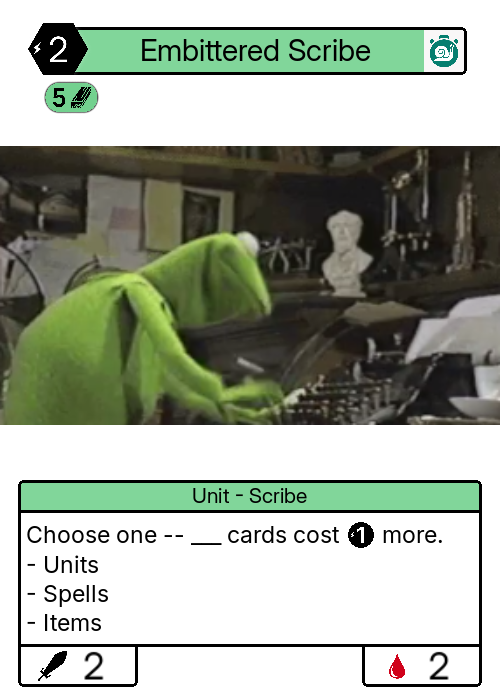 2 Embittered Scribe
5
Unit - Scribe
Choose one -- ___ cards cost 1 more.
- Units
- Spells
- Items
2 2